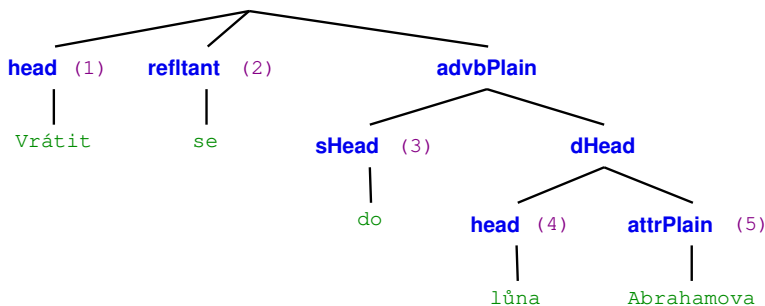 head (1) refltant (2) advbPlain
Vrátit se sHead (3) dHead
do head (4) attrPlain (5)
lůna Abrahamova